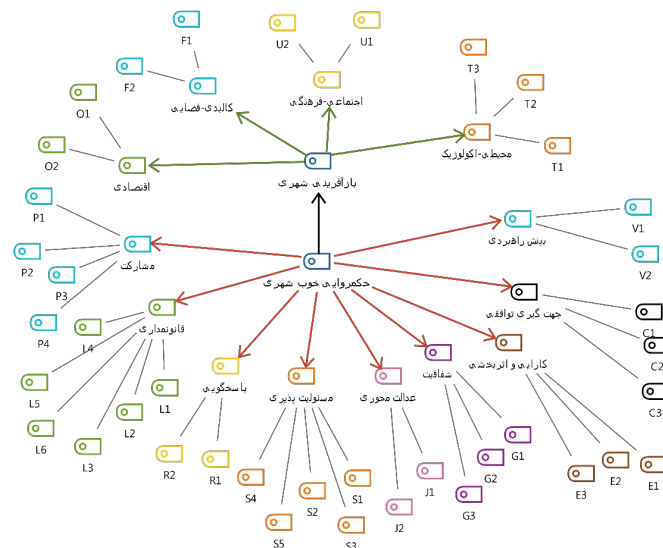 F1
U2
U1
T3
F2
کالبدی-فضایی
اجتماعی-فرهنگی
T2
O1
O2
اقتصادی
بازآفرینی شهری
محیطی-اکولوژیک
T1
P1
V1
P2
مشارکت
بینش راهبردی
V2
P3
حکمروایی خوب شهری
جهت گیری توافقی
P4
L4
قانونمداری
C1
C2
L5
پاسخگویی
مسئولیت پذیری
عدالت محوری
شفافیت
کارایی و اثربخشی
C3
L6
L2
L1
L3
R2
R1
S4
S2
S1
J1
G1
G2
E3
E2
E1
S5
S3
J2
G3